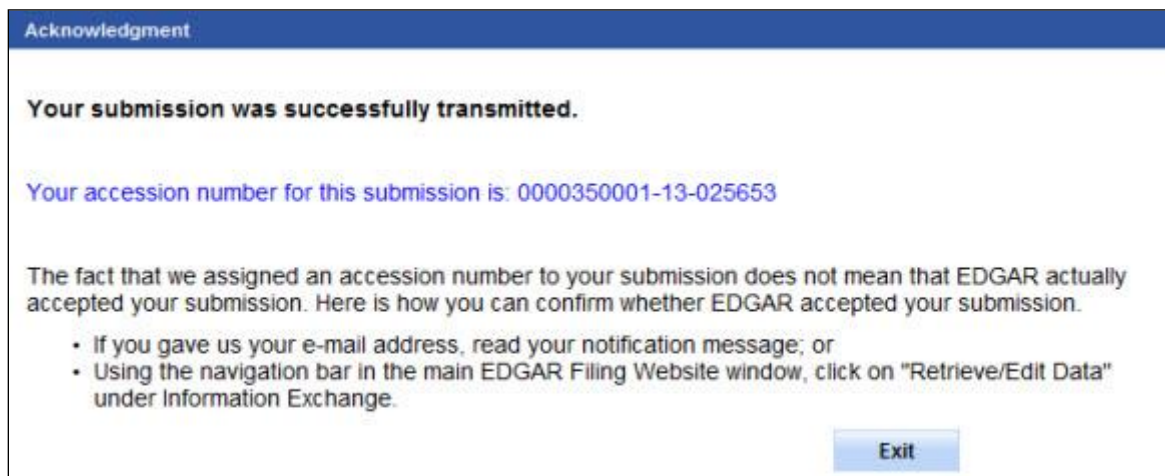 Acknowledgment
Your submission was successfully transmitted.
Your accession number for this submission is: 0000350001-13-025653
The fact that we assigned an accession number to your submission does not mean that EDGAR actually
accepted your submission. Here is how you can confirm whether EDGAR accepted your submission.
• If you gave us your e-mail address, read your notification message; or
• Using the navigation bar in the main EDGAR Filing Website window, click on "Retrieve/Edit Data"
under Information Exchange.
Exit